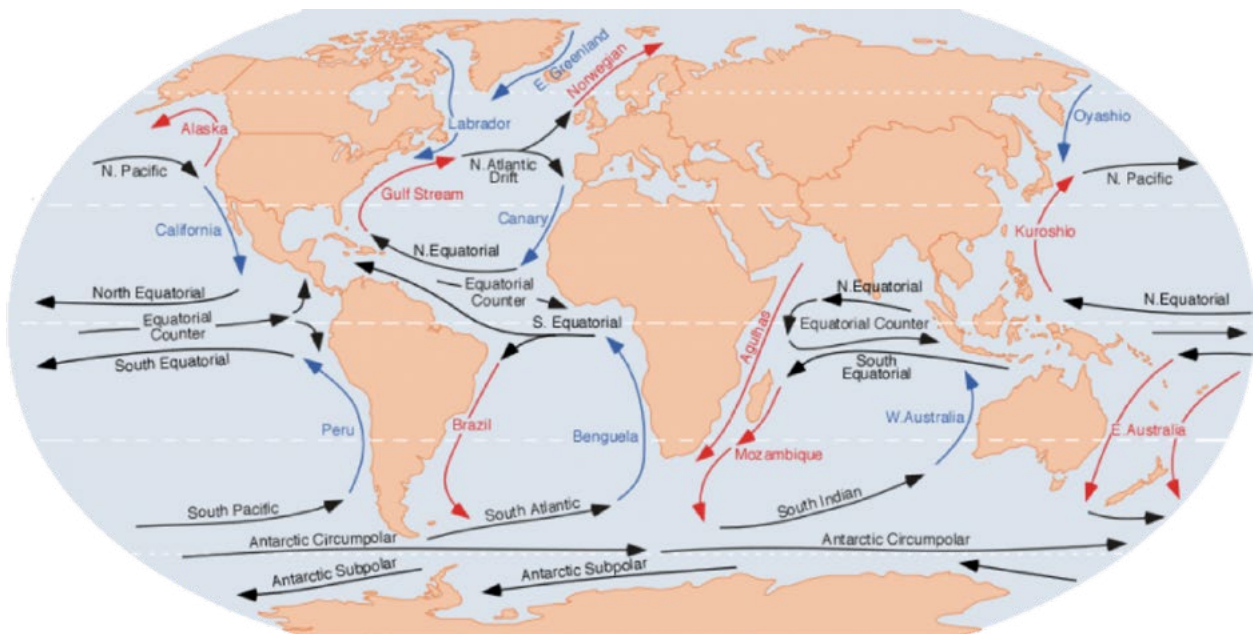 E. Greenland
Norwegian
Labrador
Alaska
Oyashio
N. Pacific
N. Atlantic
Drift
N. Pacific
Gulf Stream
California
Canary
Kuroshio
N.Equatorial
North Equatorial
Equatorial
Counter
N.Equatorial
N.Equatorial
Equatorial
Counter
S. Equatorial
Equatorial Counter
South Equatorial
South
Equatorial
Agulhas
Peru
Brazil
Benguela
W.Australia
E.Australia
Mozambique
South Pacific
South Atlantic
South Indian
Antarctic Circumpolar
Antarctic Circumpolar
Antarctic Subpolar
Antarctic Subpolar